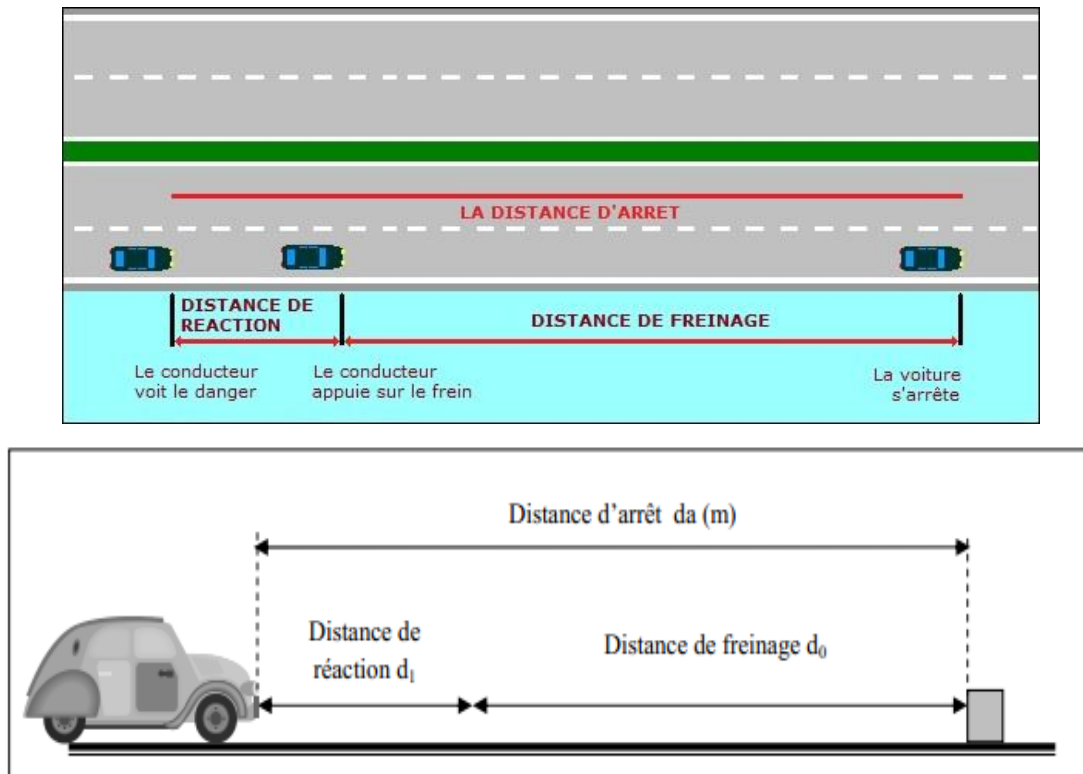 LA DISTANCE D'ARRET
DISTANCE DE
REACTION
DISTANCE DE FREINAGE
Le conducteur
voit le danger
Le conducteur
appuie sur le frein
La voiture
s'arrête
Distance d'arrêt da (m)
Distance de
réaction d₁
Distance de freinage d₀